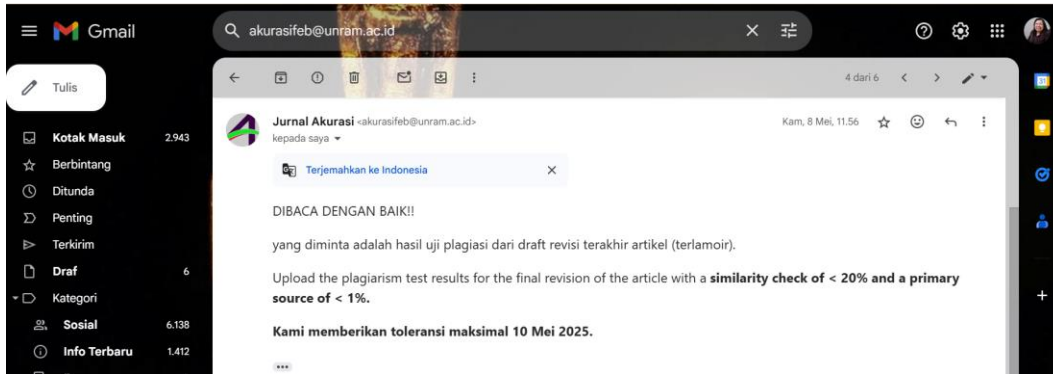 Gmail
akurasifeb@unram.ac.id
Tulis
4 dari 6
Jurnal Akurasi <akurasifeb@unram.ac.id>
Kam, 8 Mei, 11.56
kepada saya
Kotak Masuk 2.943
Berbintang
Ditunda
Penting
Terkirim
Draf 6
Kategori
Sosial 6.138
Info Terbaru 1.412
Terjemahkan ke Indonesia
DIBACA DENGAN BAIK!!
yang diminta adalah hasil uji plagiasi dari draft revisi terakhir artikel (terlamoir).
Upload the plagiarism test results for the final revision of the article with a similarity check of < 20% and a primary
source of < 1%.
Kami memberikan toleransi maksimal 10 Mei 2025.